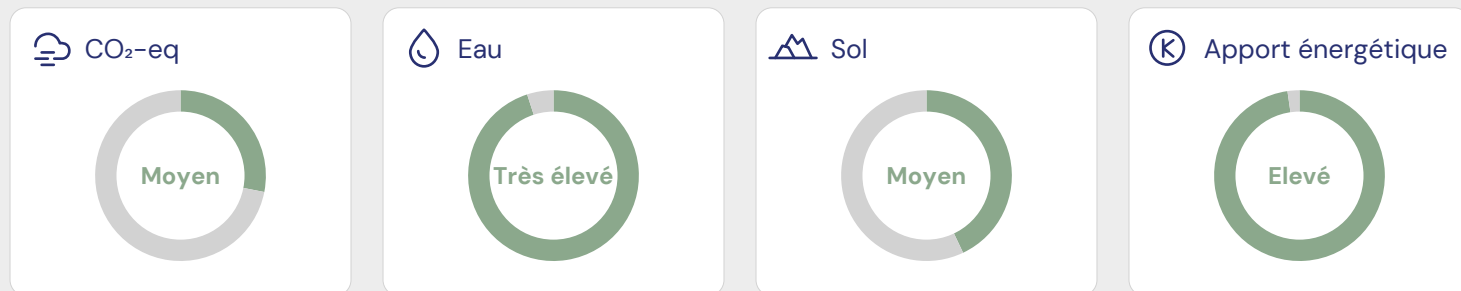 CO₂-eq
Moyen
Eau
Très élevé
Sol
Moyen
Apport énergétique
Elevé